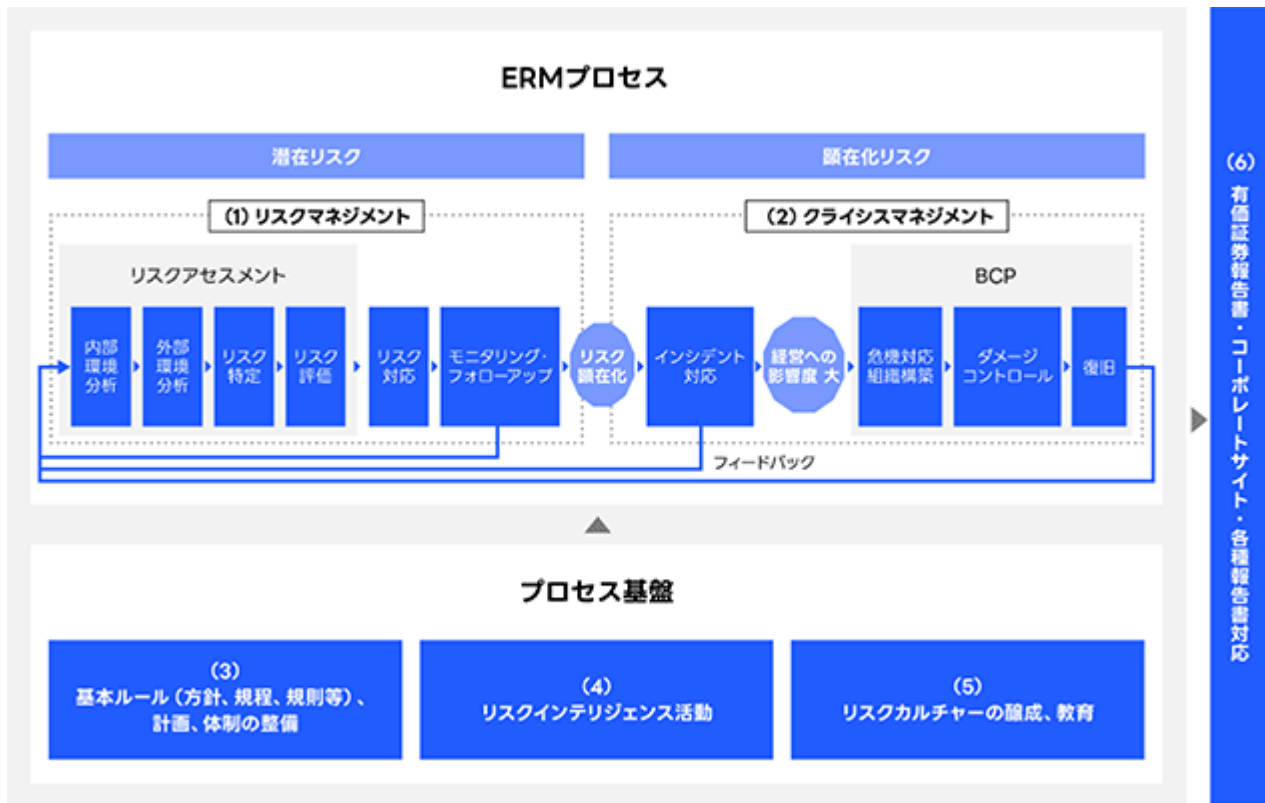 ERMプロセス
潜在リスク
顕在化リスク
(1) リスクマネジメント
(2) クライシスマネジメント
リスクアセスメント
BCP
内部
環境
分析
外部
環境
分析
リスク
特定
リスク
評価
リスク
対応
モニタリング・
フォローアップ
リスク
顕在化
インシデント
対応
経営への
影響度 大
危機対応
組織構築
ダメージ
コントロール
復旧
フィードバック
プロセス基盤
(3)
基本ルール(方針、規程、規則等)、
計画、体制の整備
(4)
リスクインテリジェンス活動
(5)
リスクカルチャーの醸成、教育
(6) 有価証券報告書・コーポレートサイト・各種報告書対応